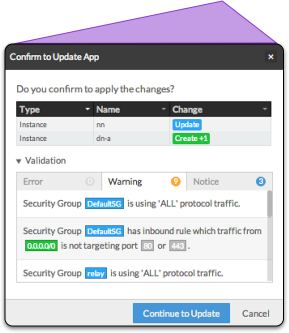 Confirm to Update App ×
Do you confirm to apply the changes?
Type Name Change
Instance nn Update
Instance dn-a Create +1
▼ Validation
Error 0 Warning 9 Notice 3
Security Group DefaultSG is using 'ALL' protocol traffic.
Security Group DefaultSG has inbound rule which traffic from
0.0.0.0/0 is not targeting port 80 or 443 .
Security Group relay is using 'ALL' protocol traffic.
Continue to Update Cancel